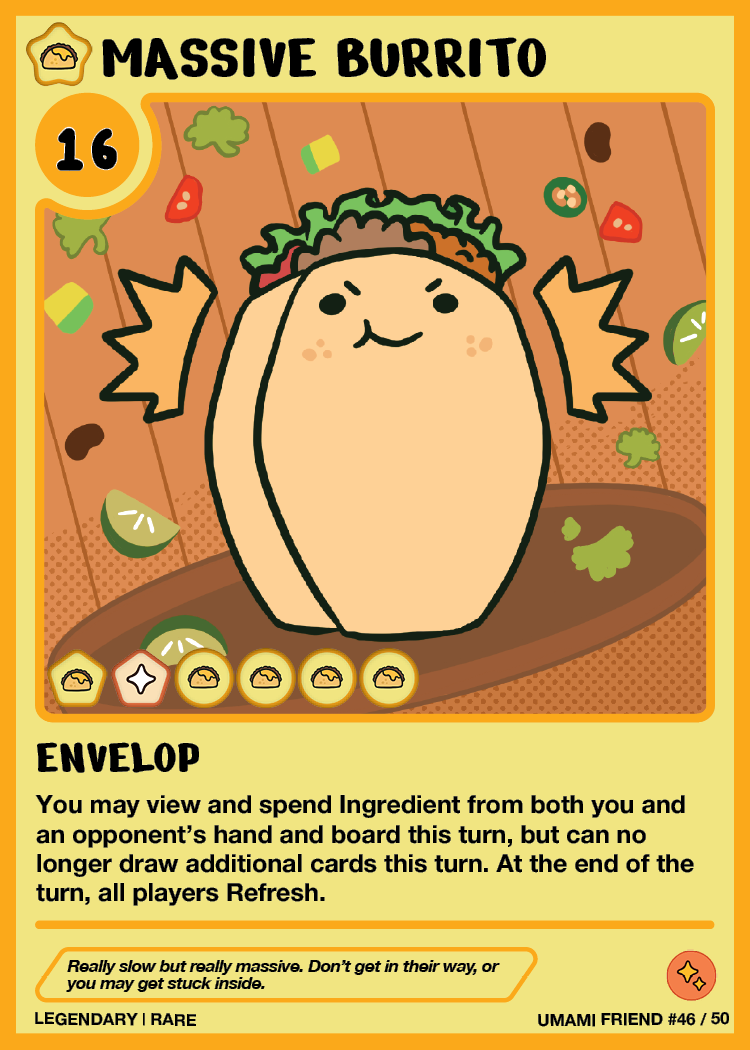 MASSIVE BURRITO
16
ENVELOP
You may view and spend Ingredient from both you and
an opponent's hand and board this turn, but can no
longer draw additional cards this turn. At the end of the
turn, all players Refresh.
Really slow but really massive. Don't get in their way, or
you may get stuck inside.
LEGENDARY | RARE
UMAMI FRIEND #46 / 50